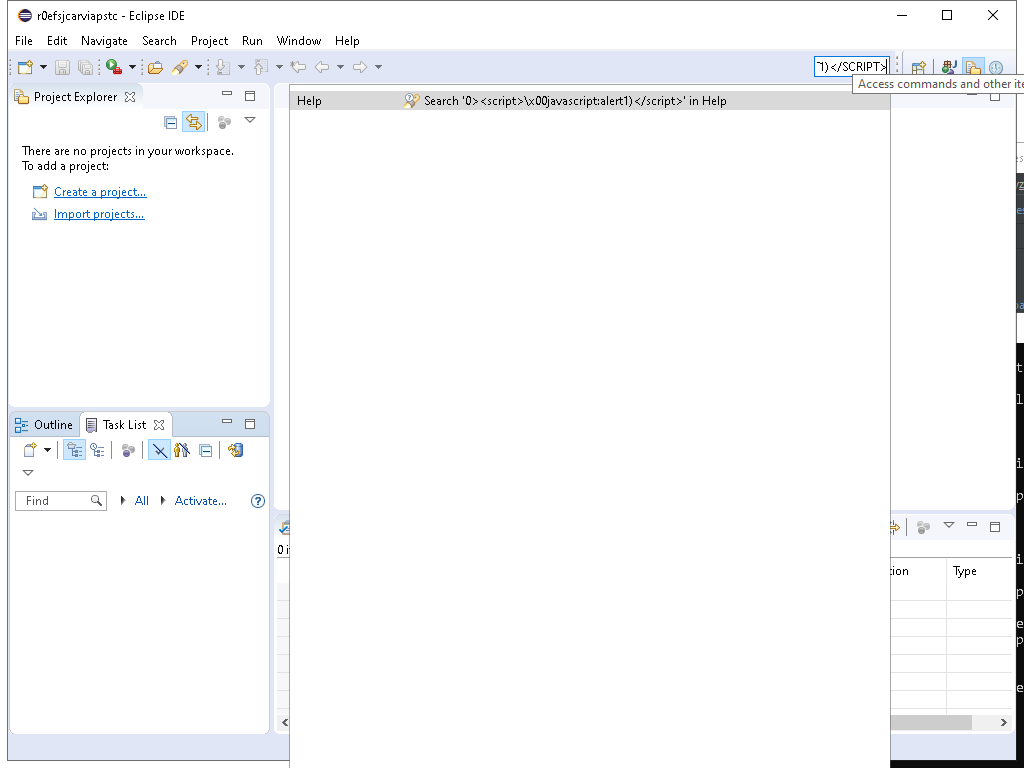 r0efsjcarviapstc - Eclipse IDE
File Edit Navigate Search Project Run Window Help
1)</SCRIPT>
Access commands and other ite
Project Explorer
Help Search '0><script>\x00javascript:alert1)</script>' in Help
There are no projects in your workspace.
To add a project:
Create a project...
Import projects...
Outline Task List
Find All Activate...
0 i
tion Type